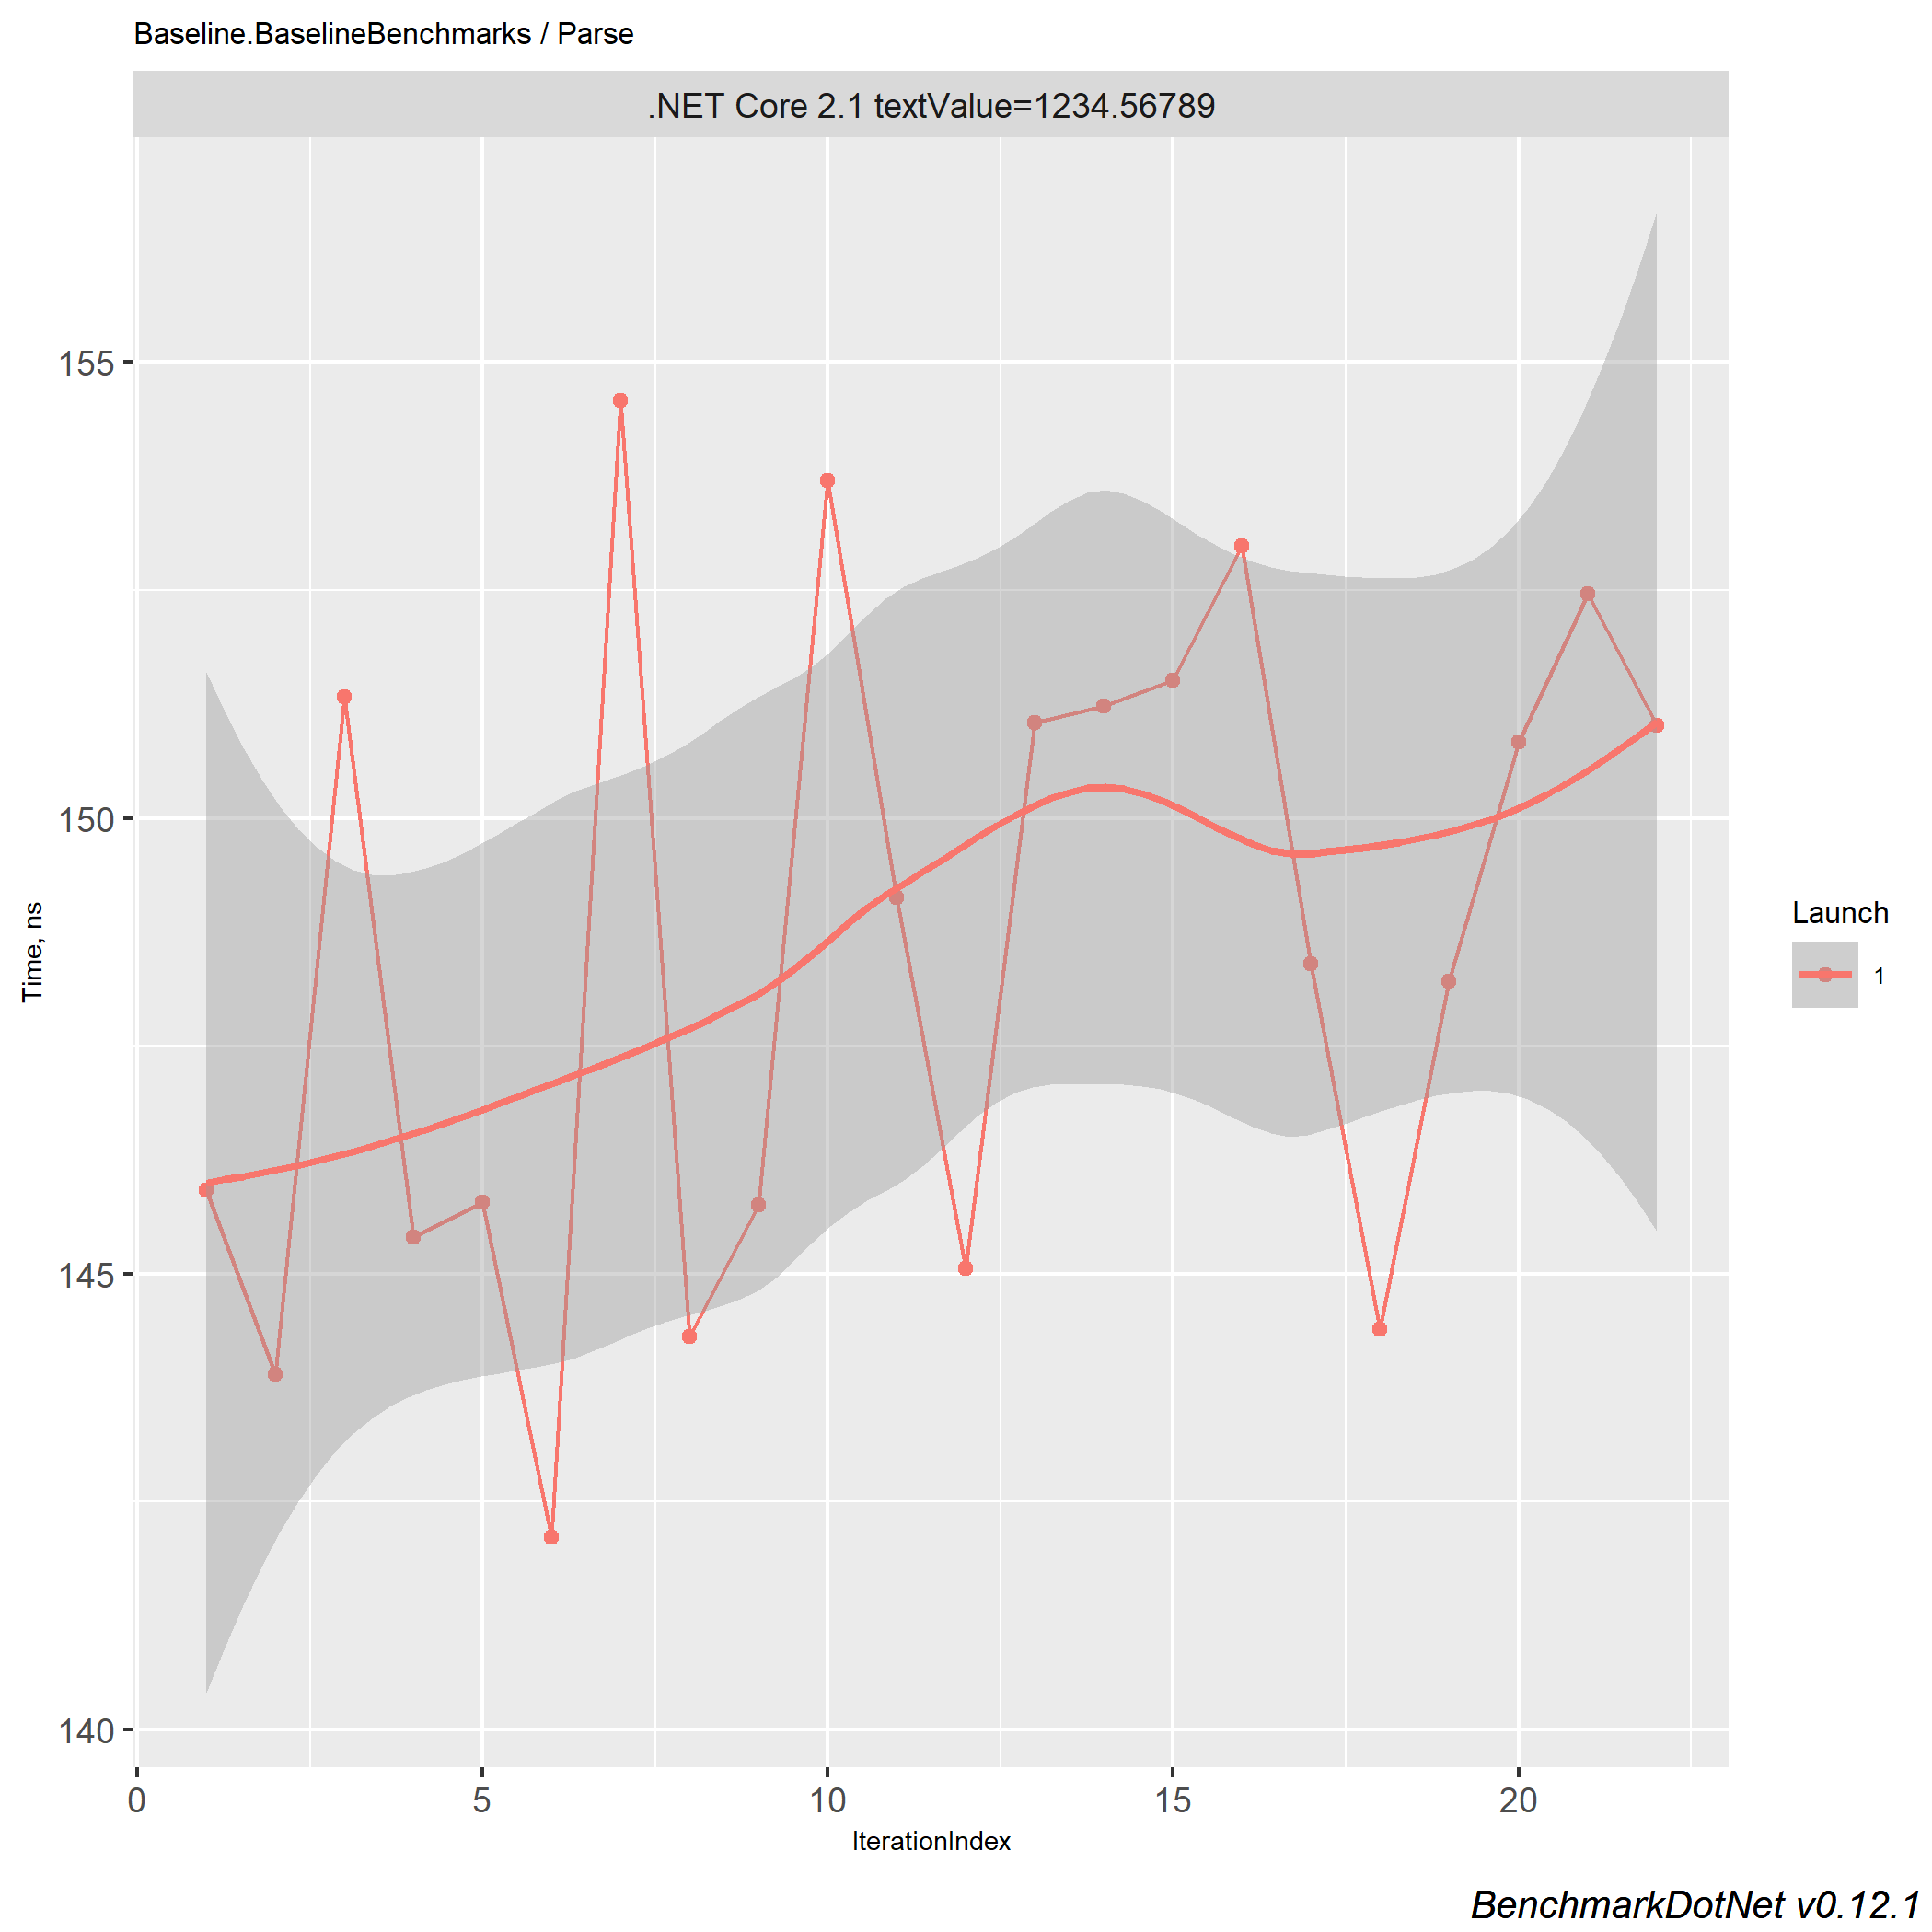 Baseline.BaselineBenchmarks / Parse
.NET Core 2.1 textValue=1234.56789
155
150
145
140
Time, ns
0 5 10 15 20
IterationIndex
Launch
1
BenchmarkDotNet v0.12.1